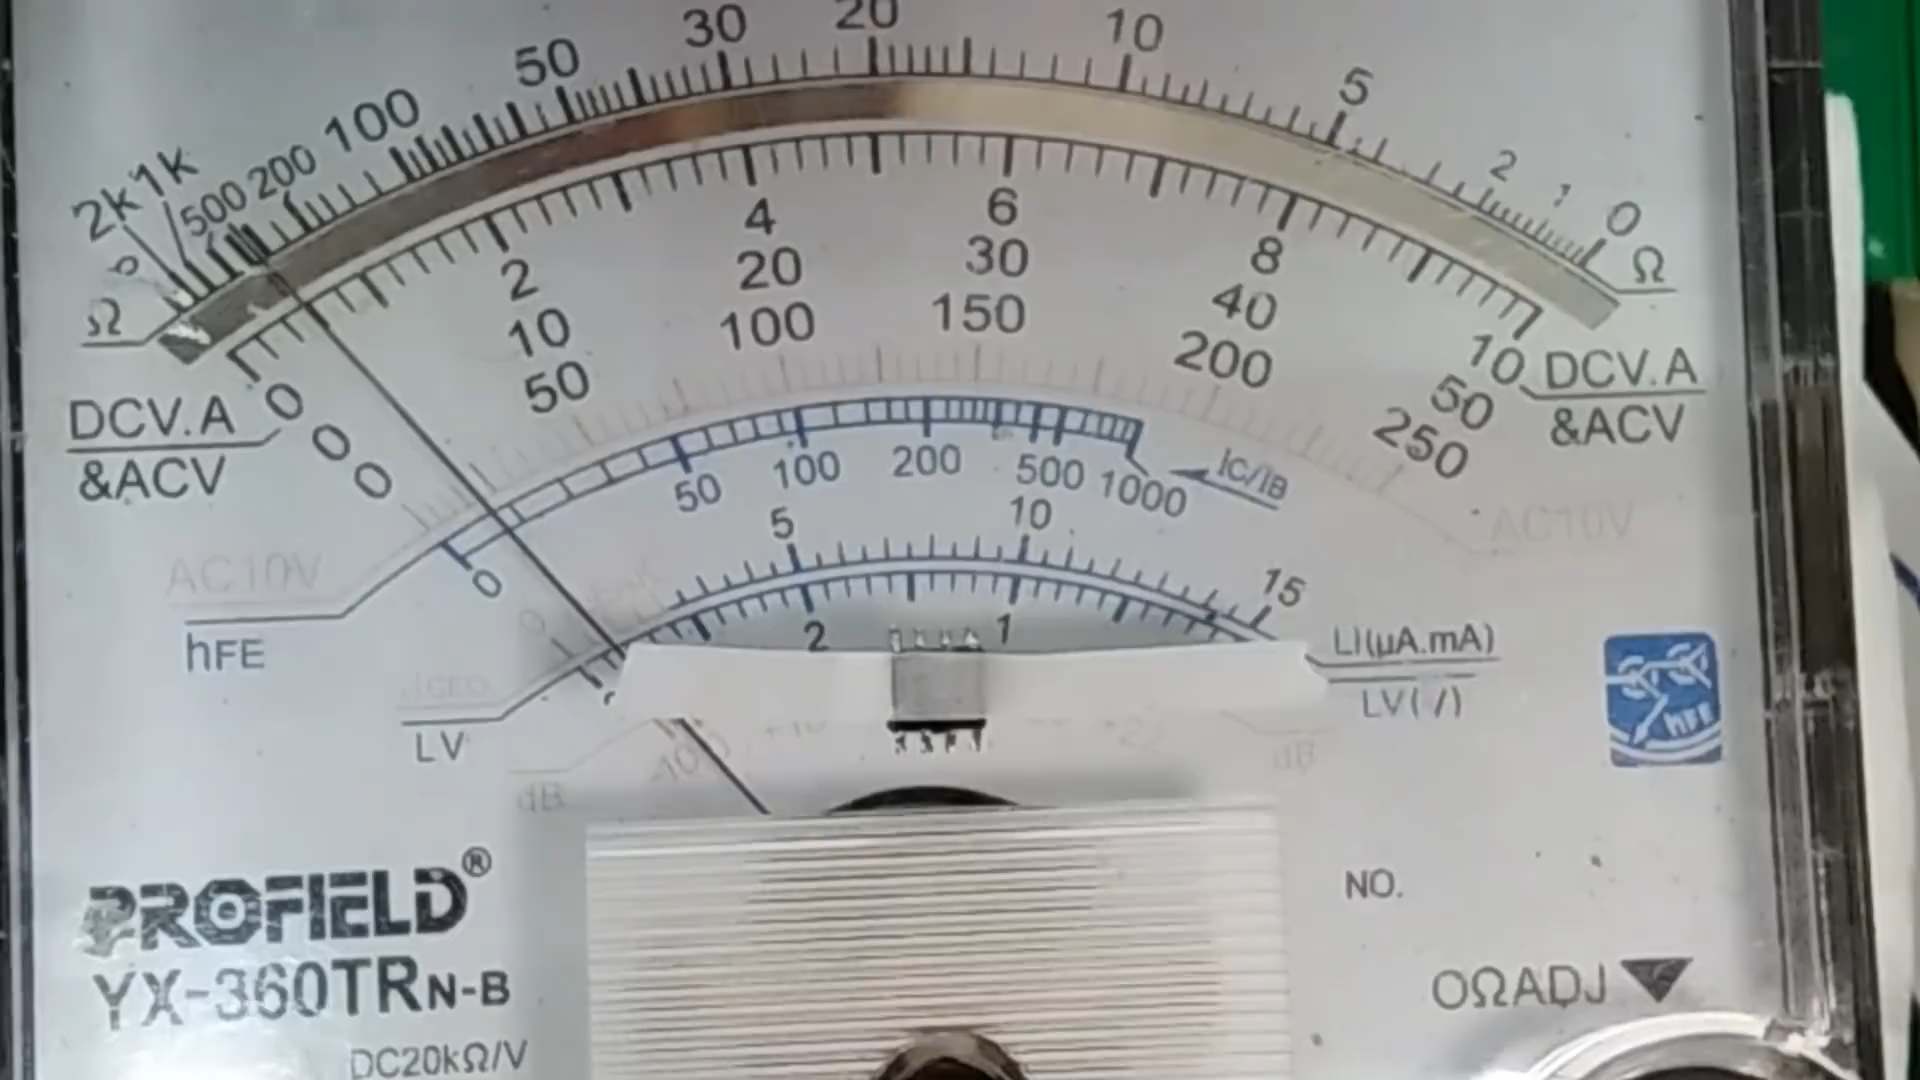 2k 1k 500 200 100 50 30 20 10 5 2 1 0
Ω Ω
0 2 4 6 8 10
0 10 20 30 40 50
0 50 100 150 200 250
DCV.A DCV.A
&ACV &ACV
AC10V AC10V
0 50 100 200 500 1000 IC/IB
hFE
0 5 10 15
ICEO LI(μA.mA)
2 1
LV LV(/)
hFE
dB dB
PROFIELD®
NO.
YX-360TRN-B
0ΩADJ
DC20kΩ/V